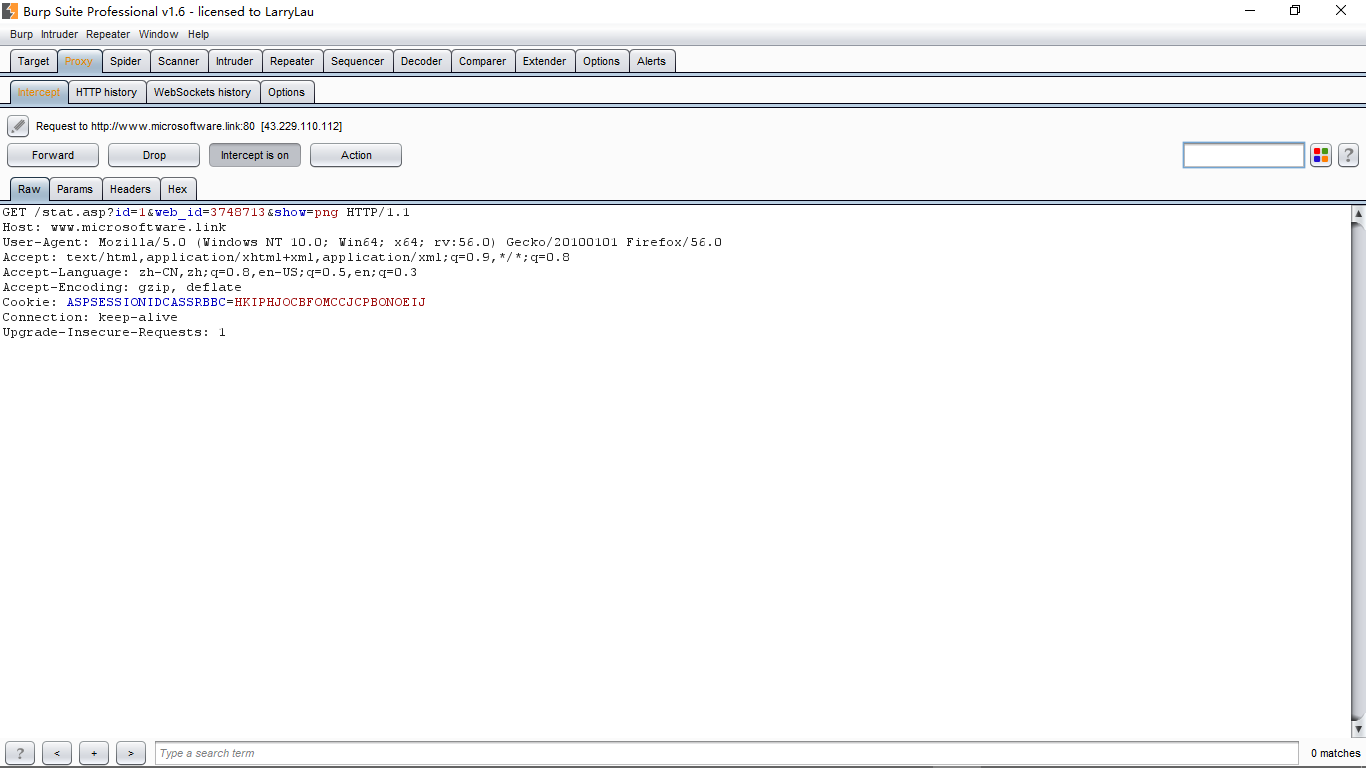 Burp Suite Professional v1.6 - licensed to LarryLau
Burp Intruder Repeater Window Help
Target Proxy Spider Scanner Intruder Repeater Sequencer Decoder Comparer Extender Options Alerts
Intercept HTTP history WebSockets history Options
Request to http://www.microsoftware.link:80 [43.229.110.112]
Forward Drop Intercept is on Action ?
Raw Params Headers Hex
GET /stat.asp?id=1&web_id=3748713&show=png HTTP/1.1
Host: www.microsoftware.link
User-Agent: Mozilla/5.0 (Windows NT 10.0; Win64; x64; rv:56.0) Gecko/20100101 Firefox/56.0
Accept: text/html,application/xhtml+xml,application/xml;q=0.9,*/*;q=0.8
Accept-Language: zh-CN,zh;q=0.8,en-US;q=0.5,en;q=0.3
Accept-Encoding: gzip, deflate
Cookie: ASPSESSIONIDCASSRBBC=HKIPHJOCBFOMCCJCPBONOEIJ
Connection: keep-alive
Upgrade-Insecure-Requests: 1
? < + > Type a search term 0 matches